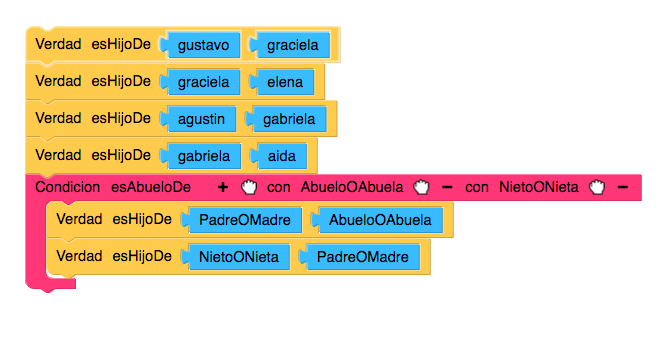 Verdad esHijoDe gustavo graciela
Verdad esHijoDe graciela elena
Verdad esHijoDe agustin gabriela
Verdad esHijoDe gabriela aida
Condicion esAbueloDe + con AbueloOAbuela − con NietoONieta −
Verdad esHijoDe PadreOMadre AbueloOAbuela
Verdad esHijoDe NietoONieta PadreOMadre